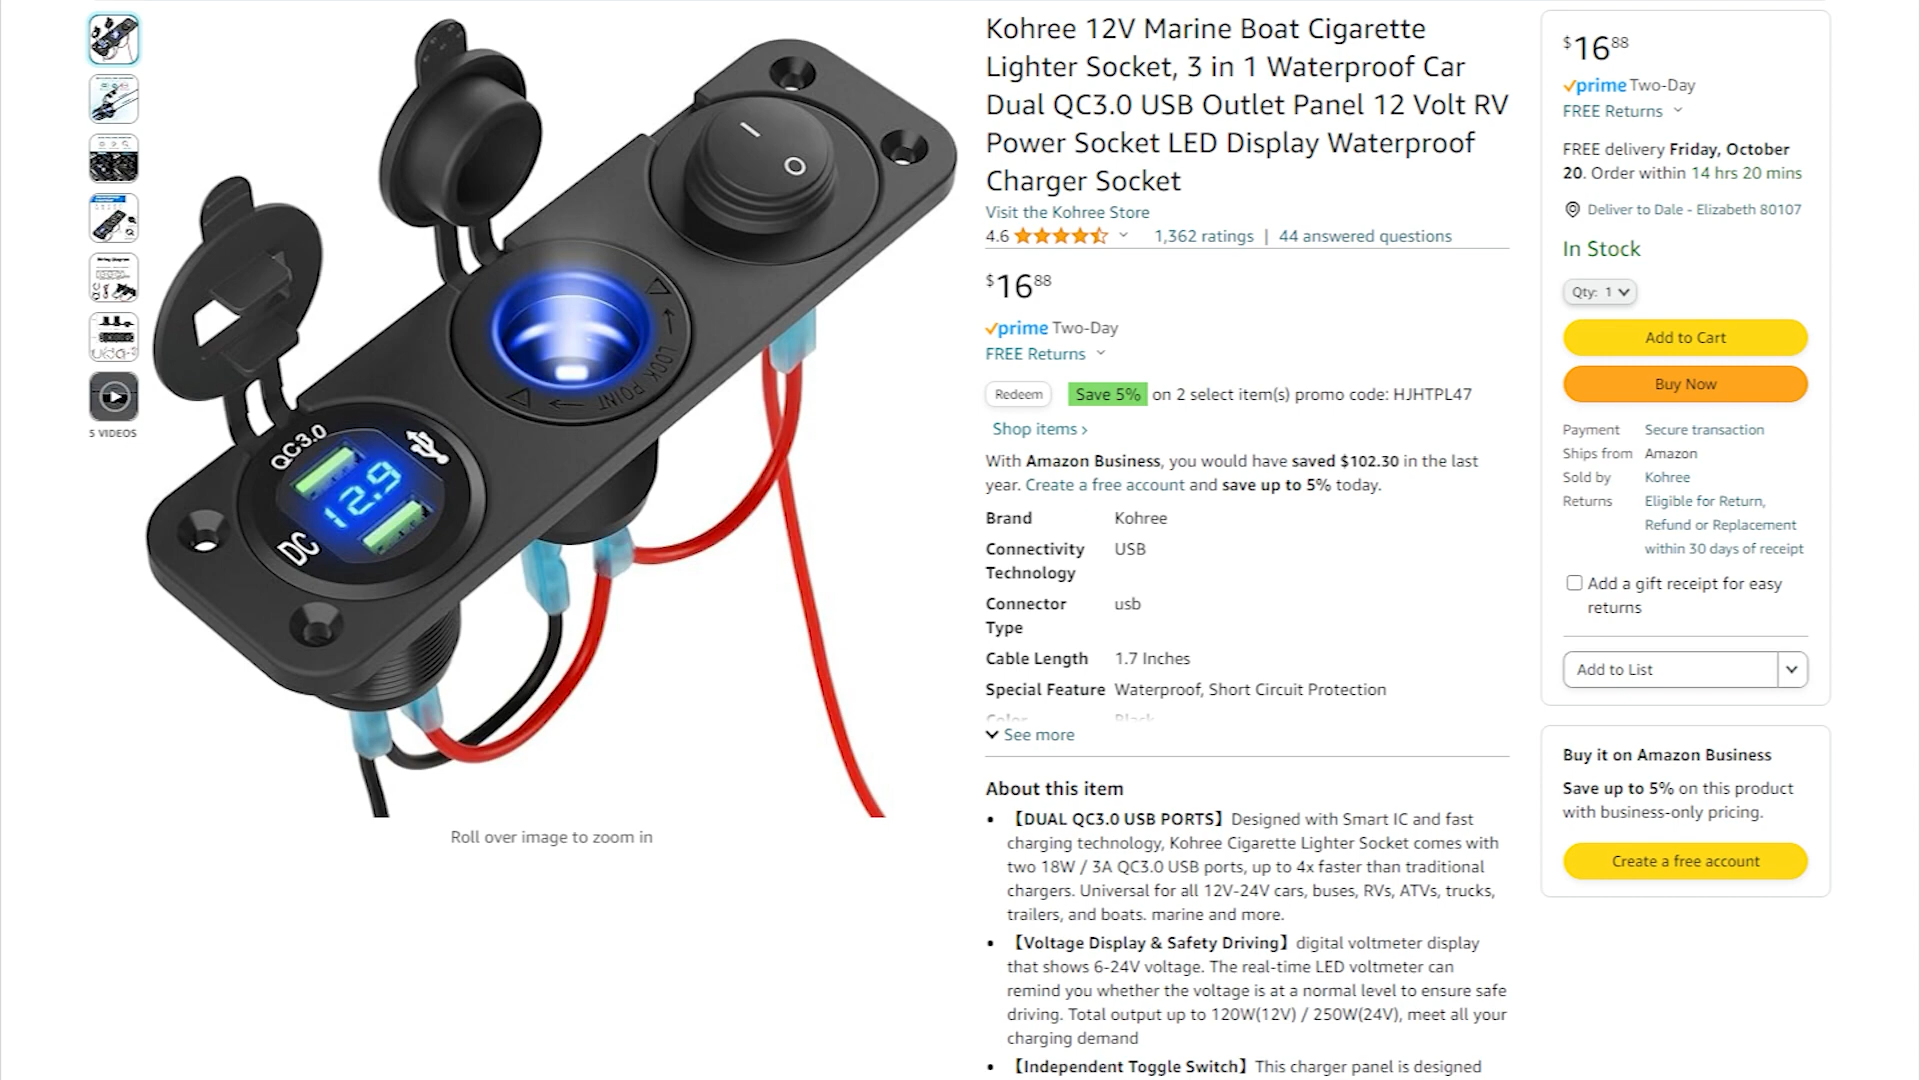 5 VIDEOS
QC3.0
12.9
DC
LOCK POINT
Roll over image to zoom in
Kohree 12V Marine Boat Cigarette
Lighter Socket, 3 in 1 Waterproof Car
Dual QC3.0 USB Outlet Panel 12 Volt RV
Power Socket LED Display Waterproof
Charger Socket
Visit the Kohree Store
4.6 1,362 ratings | 44 answered questions
$16 88
prime Two-Day
FREE Returns
Redeem Save 5% on 2 select item(s) promo code: HJHTPL47
Shop items ›
With Amazon Business, you would have saved $102.30 in the last
year. Create a free account and save up to 5% today.
Brand Kohree
Connectivity USB
Technology
Connector usb
Type
Cable Length 1.7 Inches
Special Feature Waterproof, Short Circuit Protection
Color Black
See more
About this item
• 【DUAL QC3.0 USB PORTS】Designed with Smart IC and fast
charging technology, Kohree Cigarette Lighter Socket comes with
two 18W / 3A QC3.0 USB ports, up to 4x faster than traditional
chargers. Universal for all 12V-24V cars, buses, RVs, ATVs, trucks,
trailers, and boats. marine and more.
• 【Voltage Display & Safety Driving】digital voltmeter display
that shows 6-24V voltage. The real-time LED voltmeter can
remind you whether the voltage is at a normal level to ensure safe
driving. Total output up to 120W(12V) / 250W(24V), meet all your
charging demand
• 【Independent Toggle Switch】This charger panel is designed
$16 88
prime Two-Day
FREE Returns
FREE delivery Friday, October
20. Order within 14 hrs 20 mins
Deliver to Dale - Elizabeth 80107
In Stock
Qty: 1
Add to Cart
Buy Now
Payment Secure transaction
Ships from Amazon
Sold by Kohree
Returns Eligible for Return,
Refund or Replacement
within 30 days of receipt
Add a gift receipt for easy
returns
Add to List
Buy it on Amazon Business
Save up to 5% on this product
with business-only pricing.
Create a free account